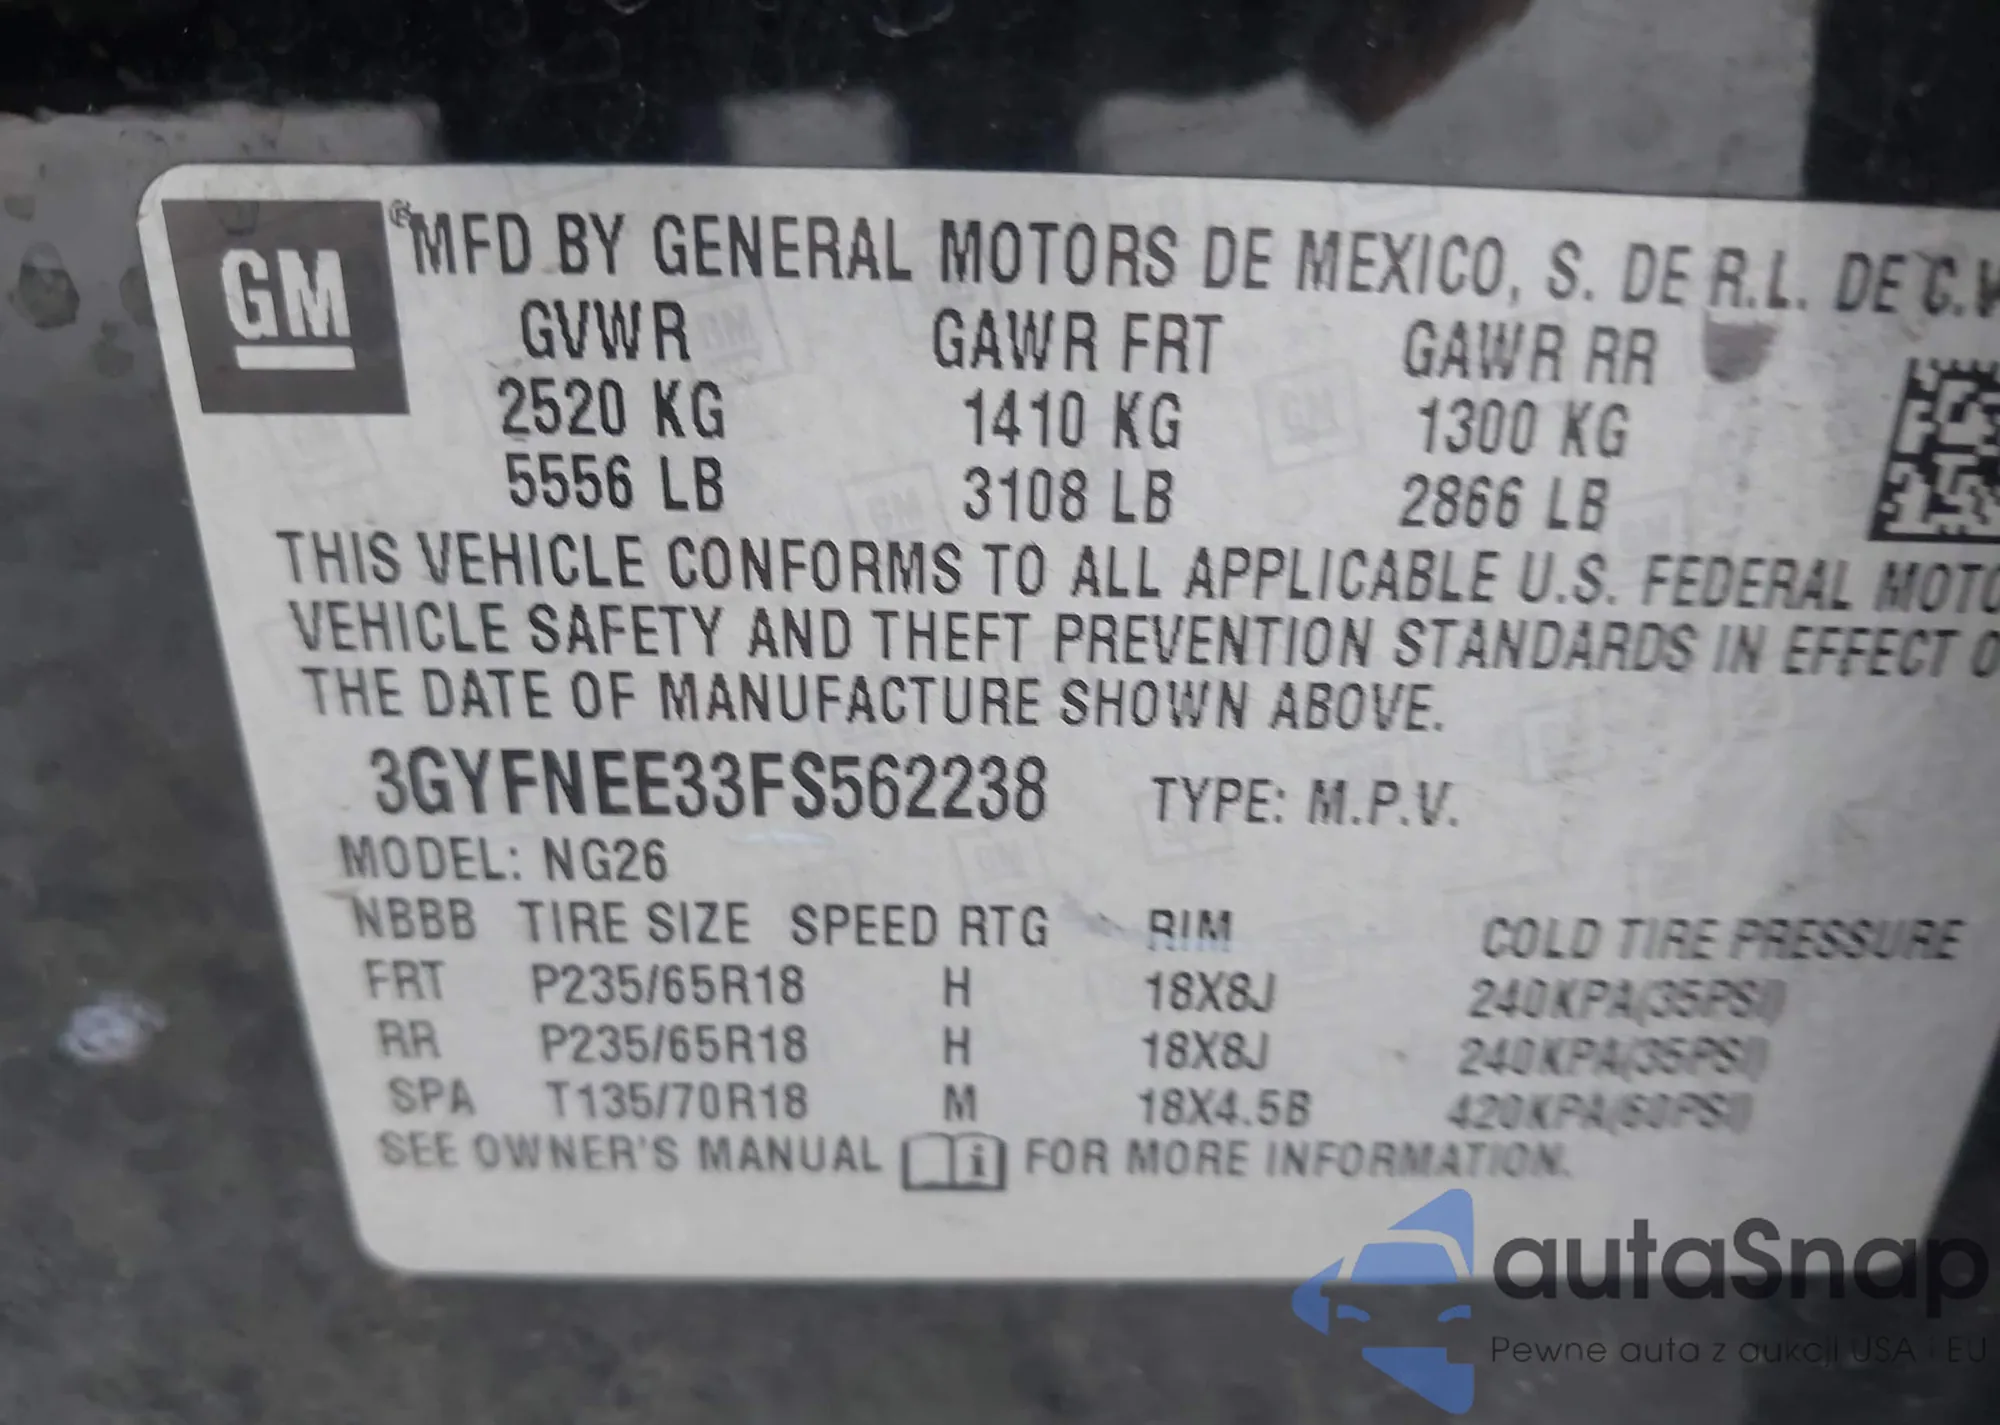 GM
® MFD BY GENERAL MOTORS DE MEXICO, S. DE R.L. DE C.V
GVWR GAWR FRT GAWR RR
2520 KG 1410 KG 1300 KG
5556 LB 3108 LB 2866 LB
THIS VEHICLE CONFORMS TO ALL APPLICABLE U.S. FEDERAL MOTO
VEHICLE SAFETY AND THEFT PREVENTION STANDARDS IN EFFECT O
THE DATE OF MANUFACTURE SHOWN ABOVE.
3GYFNEE33FS562238 TYPE: M.P.V.
MODEL: NG26
NBBB TIRE SIZE SPEED RTG RIM COLD TIRE PRESSURE
FRT P235/65R18 H 18X8J 240KPA(35PSI)
RR P235/65R18 H 18X8J 240KPA(35PSI)
SPA T135/70R18 M 18X4.5B 420KPA(60PSI)
SEE OWNER'S MANUAL i FOR MORE INFORMATION.
autaSnap
Pewne auta z aukcji USA i EU